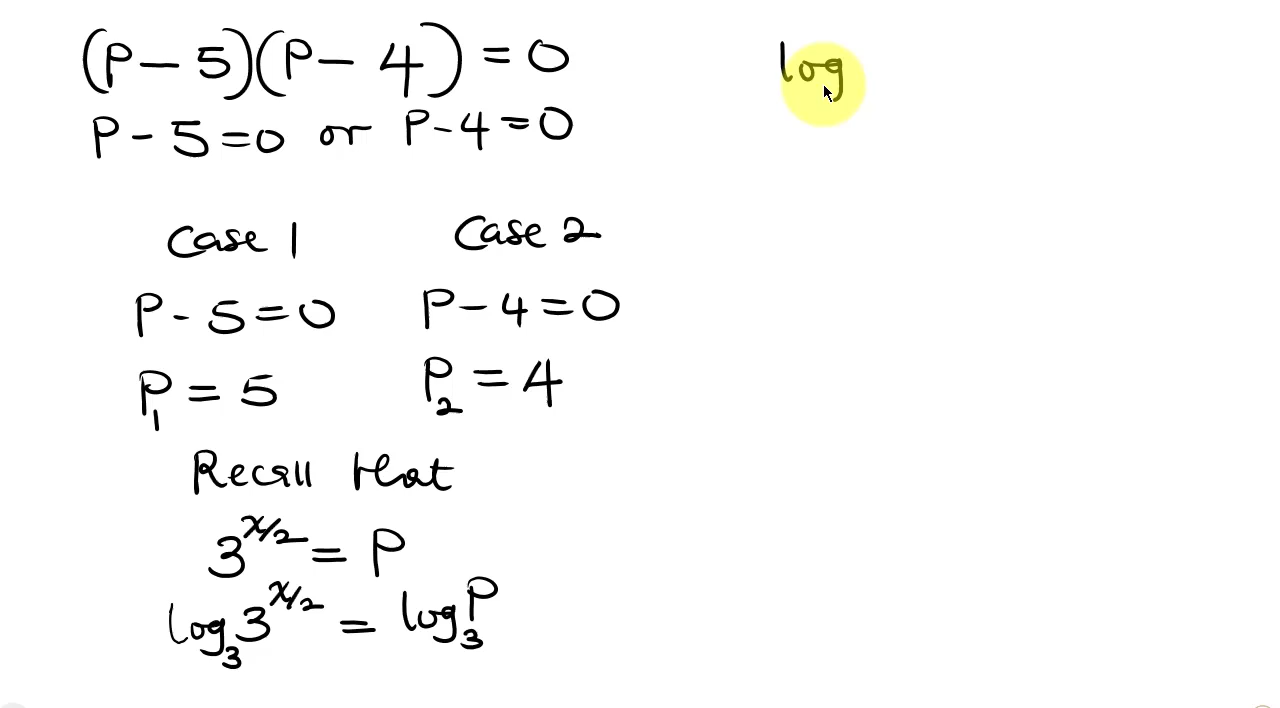 (P - 5)(P - 4) = 0
P - 5 = 0 or P - 4 = 0
Case 1
P - 5 = 0
P₁ = 5
Case 2
P - 4 = 0
P₂ = 4
Recall that
3^(x/2) = P
log₃ 3^(x/2) = log₃ P
log